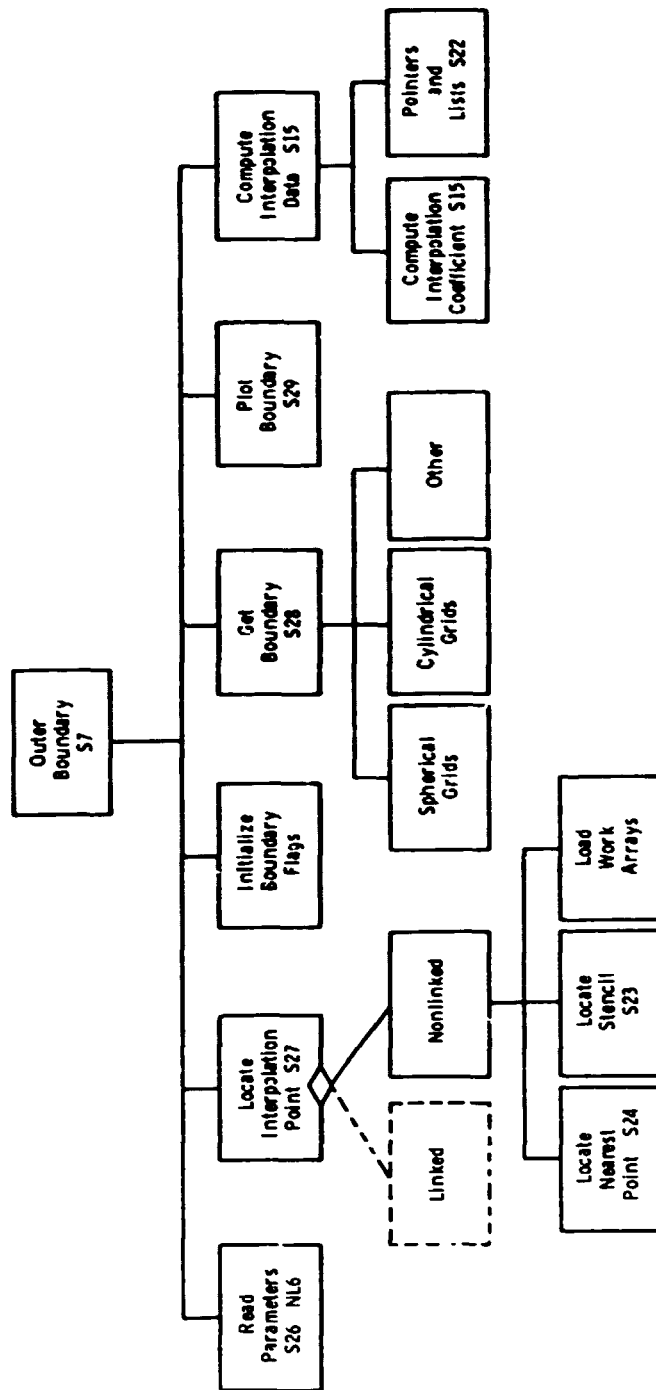 Outer
Boundary
S7
Read
Parameters
S26 NL6
Locate
Interpolation
Point S27
Initialize
Boundary
Flags
Get
Boundary
S28
Plot
Boundary
S29
Compute
Interpolation
Data S15
Linked
Nonlinked
Spherical
Grids
Cylindrical
Grids
Other
Compute
Interpolation
Coefficient S15
Pointers
and
Lists S22
Locate
Nearest
Point S24
Locate
Stencil
S23
Load
Work
Arrays